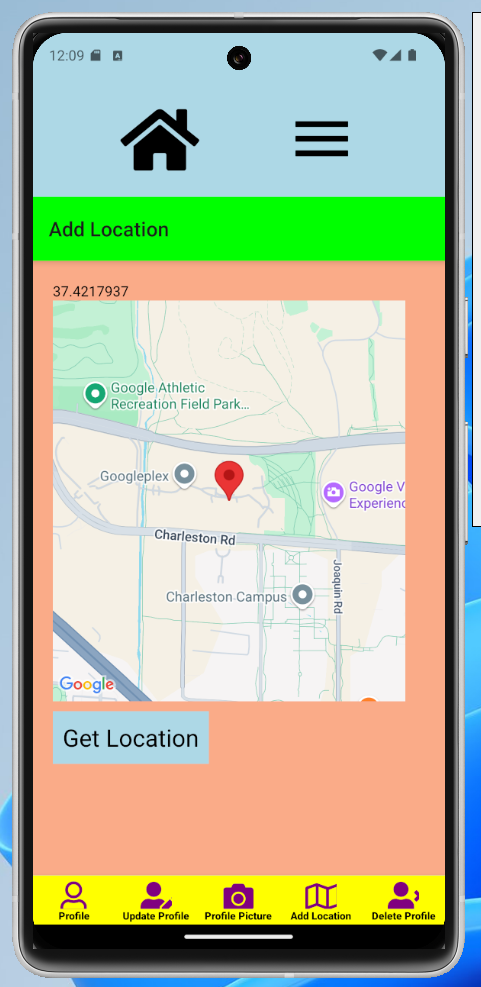 12:09
A
Add Location
37.4217937
Google Athletic
Recreation Field Park...
Googleplex
Google V
Experienc
Charleston Rd
Joaquin Rd
Charleston Campus
Google
Get Location
Profile
Update Profile
Profile Picture
Add Location
Delete Profile